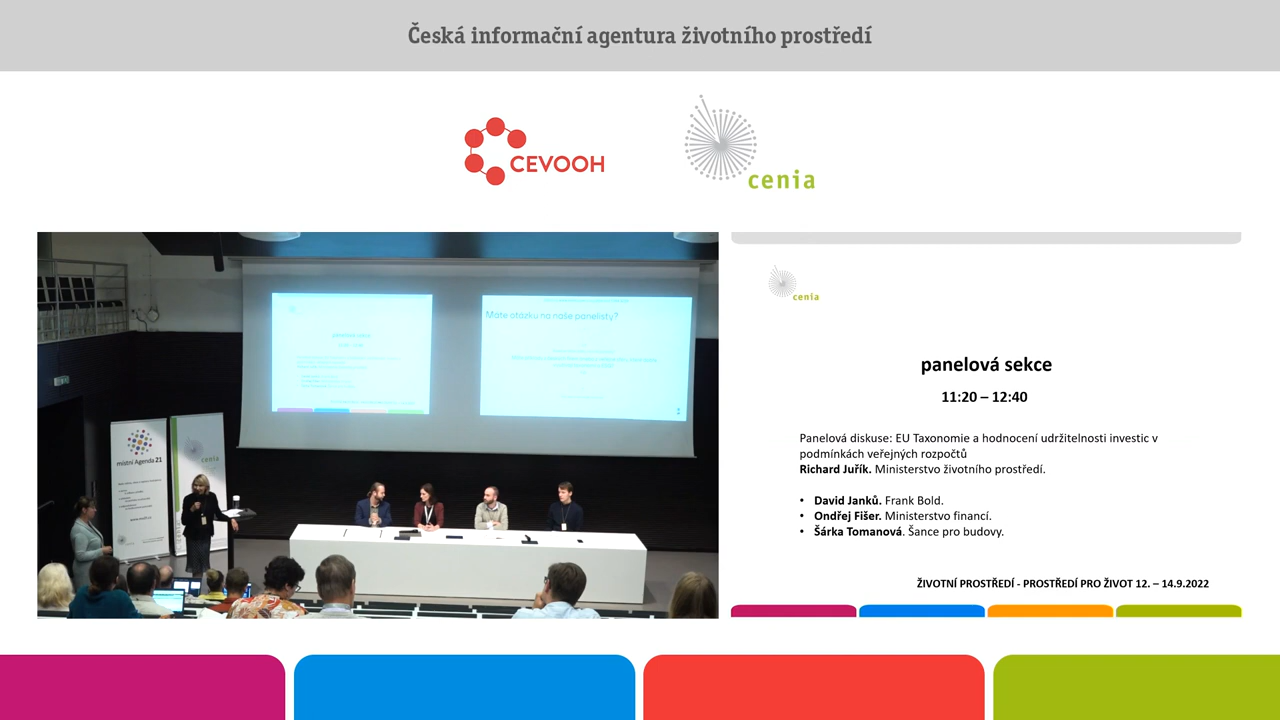 Česká informační agentura životního prostředí
CEVOOH
cenia
Máte otázku na naše panelisty?
panelová sekce
místní Agenda 21
cenia
cenia
panelová sekce
11:20 – 12:40
Panelová diskuse: EU Taxonomie a hodnocení udržitelnosti investic v
podmínkách veřejných rozpočtů
Richard Juřík. Ministerstvo životního prostředí.
• David Janků. Frank Bold.
• Ondřej Fišer. Ministerstvo financí.
• Šárka Tomanová. Šance pro budovy.
ŽIVOTNÍ PROSTŘEDÍ - PROSTŘEDÍ PRO ŽIVOT 12. – 14.9.2022